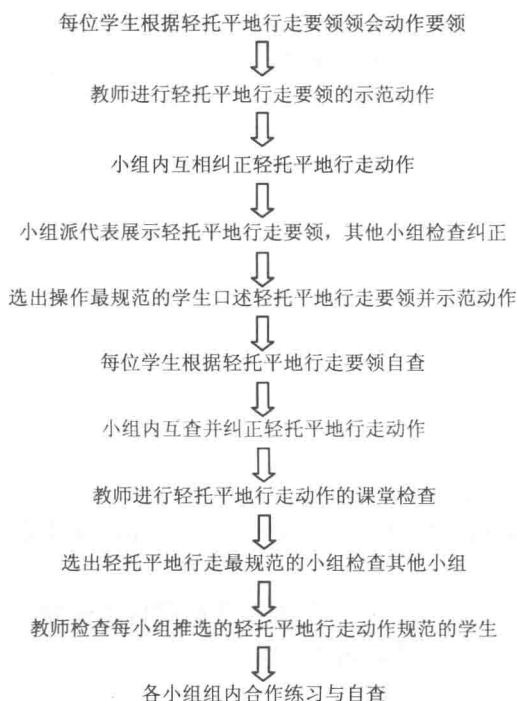 每位学生根据轻托平地行走要领领会动作要领
教师进行轻托平地行走要领的示范动作
小组内互相纠正轻托平地行走动作
小组派代表展示轻托平地行走要领，其他小组检查纠正
选出操作最规范的学生口述轻托平地行走要领并示范动作
每位学生根据轻托平地行走要领自查
小组内互查并纠正轻托平地行走动作
教师进行轻托平地行走动作的课堂检查
选出轻托平地行走最规范的小组检查其他小组
教师检查每小组推选的轻托平地行走动作规范的学生
各小组组内合作练习与自查